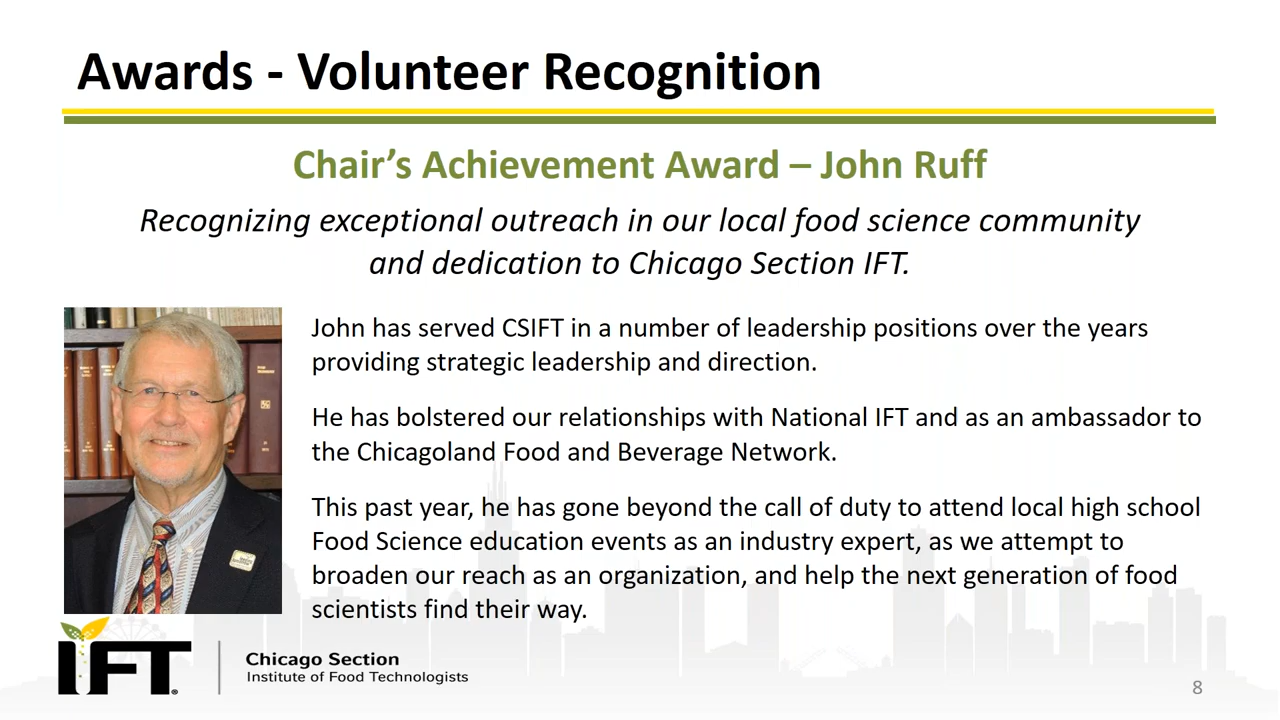 Awards - Volunteer Recognition
Chair’s Achievement Award – John Ruff
Recognizing exceptional outreach in our local food science community
and dedication to Chicago Section IFT.
John has served CSIFT in a number of leadership positions over the years
providing strategic leadership and direction.
He has bolstered our relationships with National IFT and as an ambassador to
the Chicagoland Food and Beverage Network.
This past year, he has gone beyond the call of duty to attend local high school
Food Science education events as an industry expert, as we attempt to
broaden our reach as an organization, and help the next generation of food
scientists find their way.
IFT®
Chicago Section
Institute of Food Technologists
8